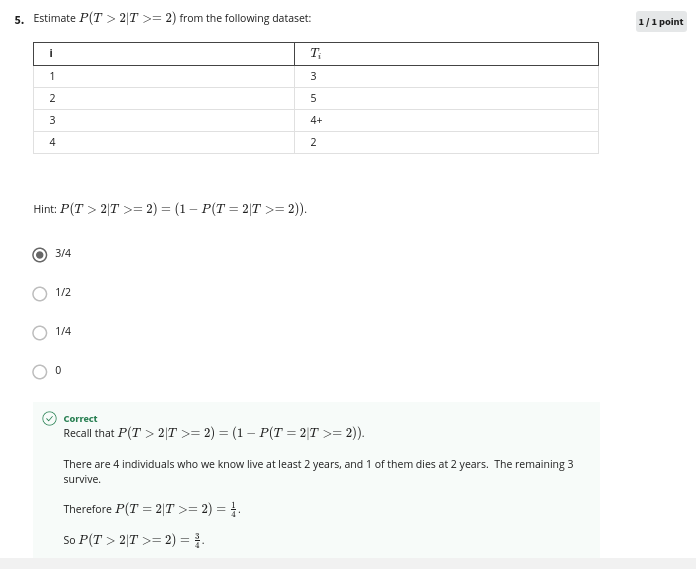 5. Estimate P(T > 2|T >= 2) from the following dataset:
1 / 1 point
i Tᵢ
1 3
2 5
3 4+
4 2
Hint: P(T > 2|T >= 2) = (1 − P(T = 2|T >= 2)).
3/4
1/2
1/4
0
Correct
Recall that P(T > 2|T >= 2) = (1 − P(T = 2|T >= 2)).
There are 4 individuals who we know live at least 2 years, and 1 of them dies at 2 years. The remaining 3
survive.
Therefore P(T = 2|T >= 2) = 1/4.
So P(T > 2|T >= 2) = 3/4.